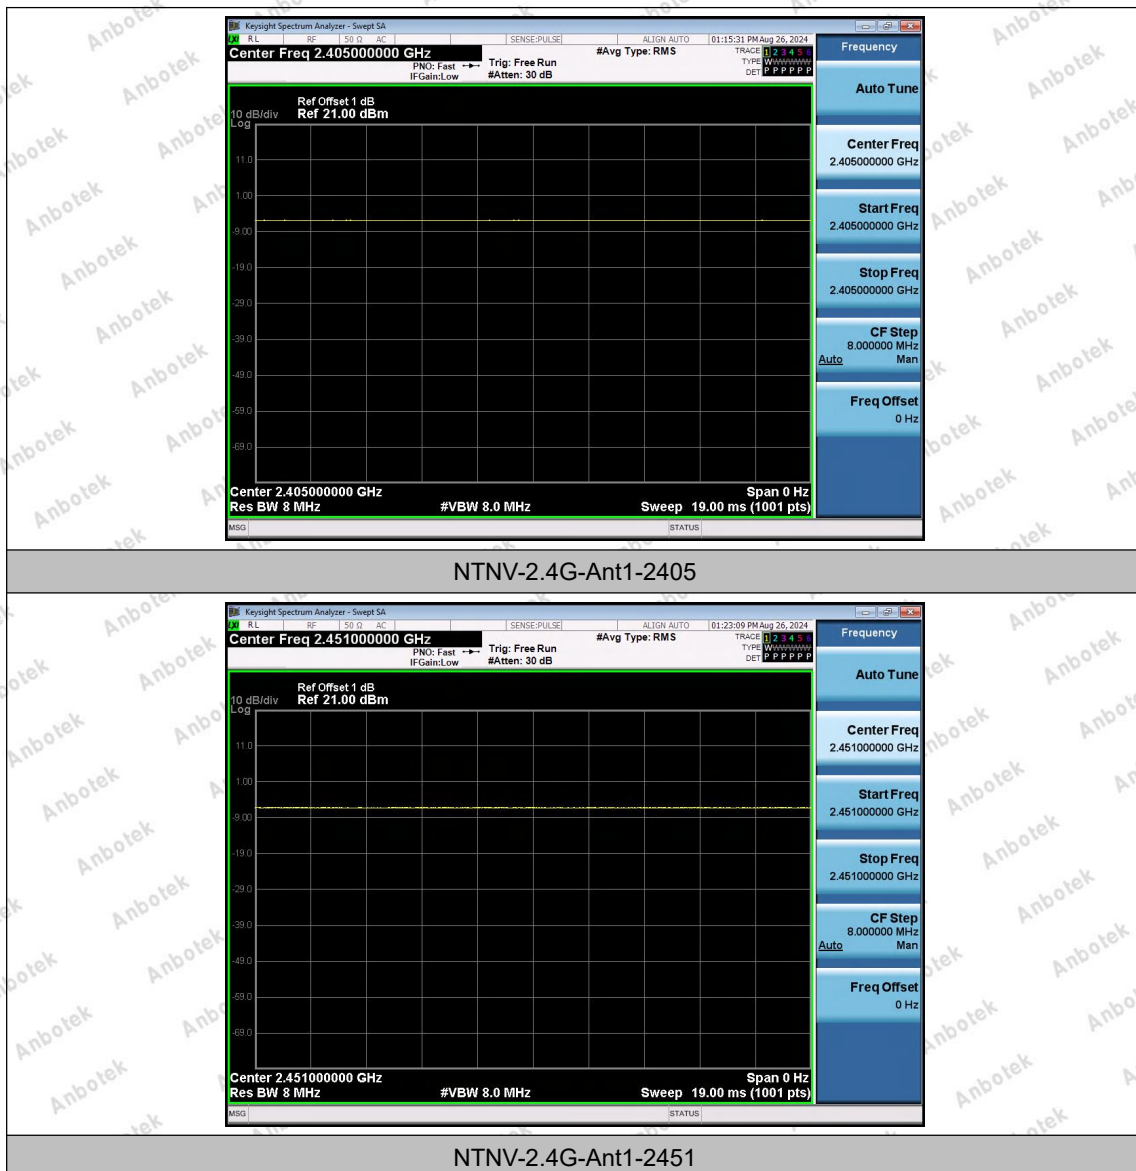 Keysight Spectrum Analyzer - Swept SA
RL RF 50 Ω AC SENSE:PULSE ALIGN AUTO 01:15:31 PM Aug 26, 2024
Center Freq 2.405000000 GHz #Avg Type: RMS TRACE 1 2 3 4 5 6
PNO: Fast Trig: Free Run TYPE W
IFGain:Low #Atten: 30 dB DET P P P P P P
Ref Offset 1 dB
10 dB/div Ref 21.00 dBm
Log
11.0
1.00
-9.00
-19.0
-29.0
-39.0
-49.0
-59.0
-69.0
Center 2.405000000 GHz Span 0 Hz
Res BW 8 MHz #VBW 8.0 MHz Sweep 19.00 ms (1001 pts)
MSG STATUS
Frequency
Auto Tune
Center Freq
2.405000000 GHz
Start Freq
2.405000000 GHz
Stop Freq
2.405000000 GHz
CF Step
8.000000 MHz
Auto Man
Freq Offset
0 Hz
NTNV-2.4G-Ant1-2405
Keysight Spectrum Analyzer - Swept SA
RL RF 50 Ω AC SENSE:PULSE ALIGN AUTO 01:23:09 PM Aug 26, 2024
Center Freq 2.451000000 GHz #Avg Type: RMS TRACE 1 2 3 4 5 6
PNO: Fast Trig: Free Run TYPE W
IFGain:Low #Atten: 30 dB DET P P P P P P
Ref Offset 1 dB
10 dB/div Ref 21.00 dBm
Log
11.0
1.00
-9.00
-19.0
-29.0
-39.0
-49.0
-59.0
-69.0
Center 2.451000000 GHz Span 0 Hz
Res BW 8 MHz #VBW 8.0 MHz Sweep 19.00 ms (1001 pts)
MSG STATUS
Frequency
Auto Tune
Center Freq
2.451000000 GHz
Start Freq
2.451000000 GHz
Stop Freq
2.451000000 GHz
CF Step
8.000000 MHz
Auto Man
Freq Offset
0 Hz
NTNV-2.4G-Ant1-2451
Anbotek